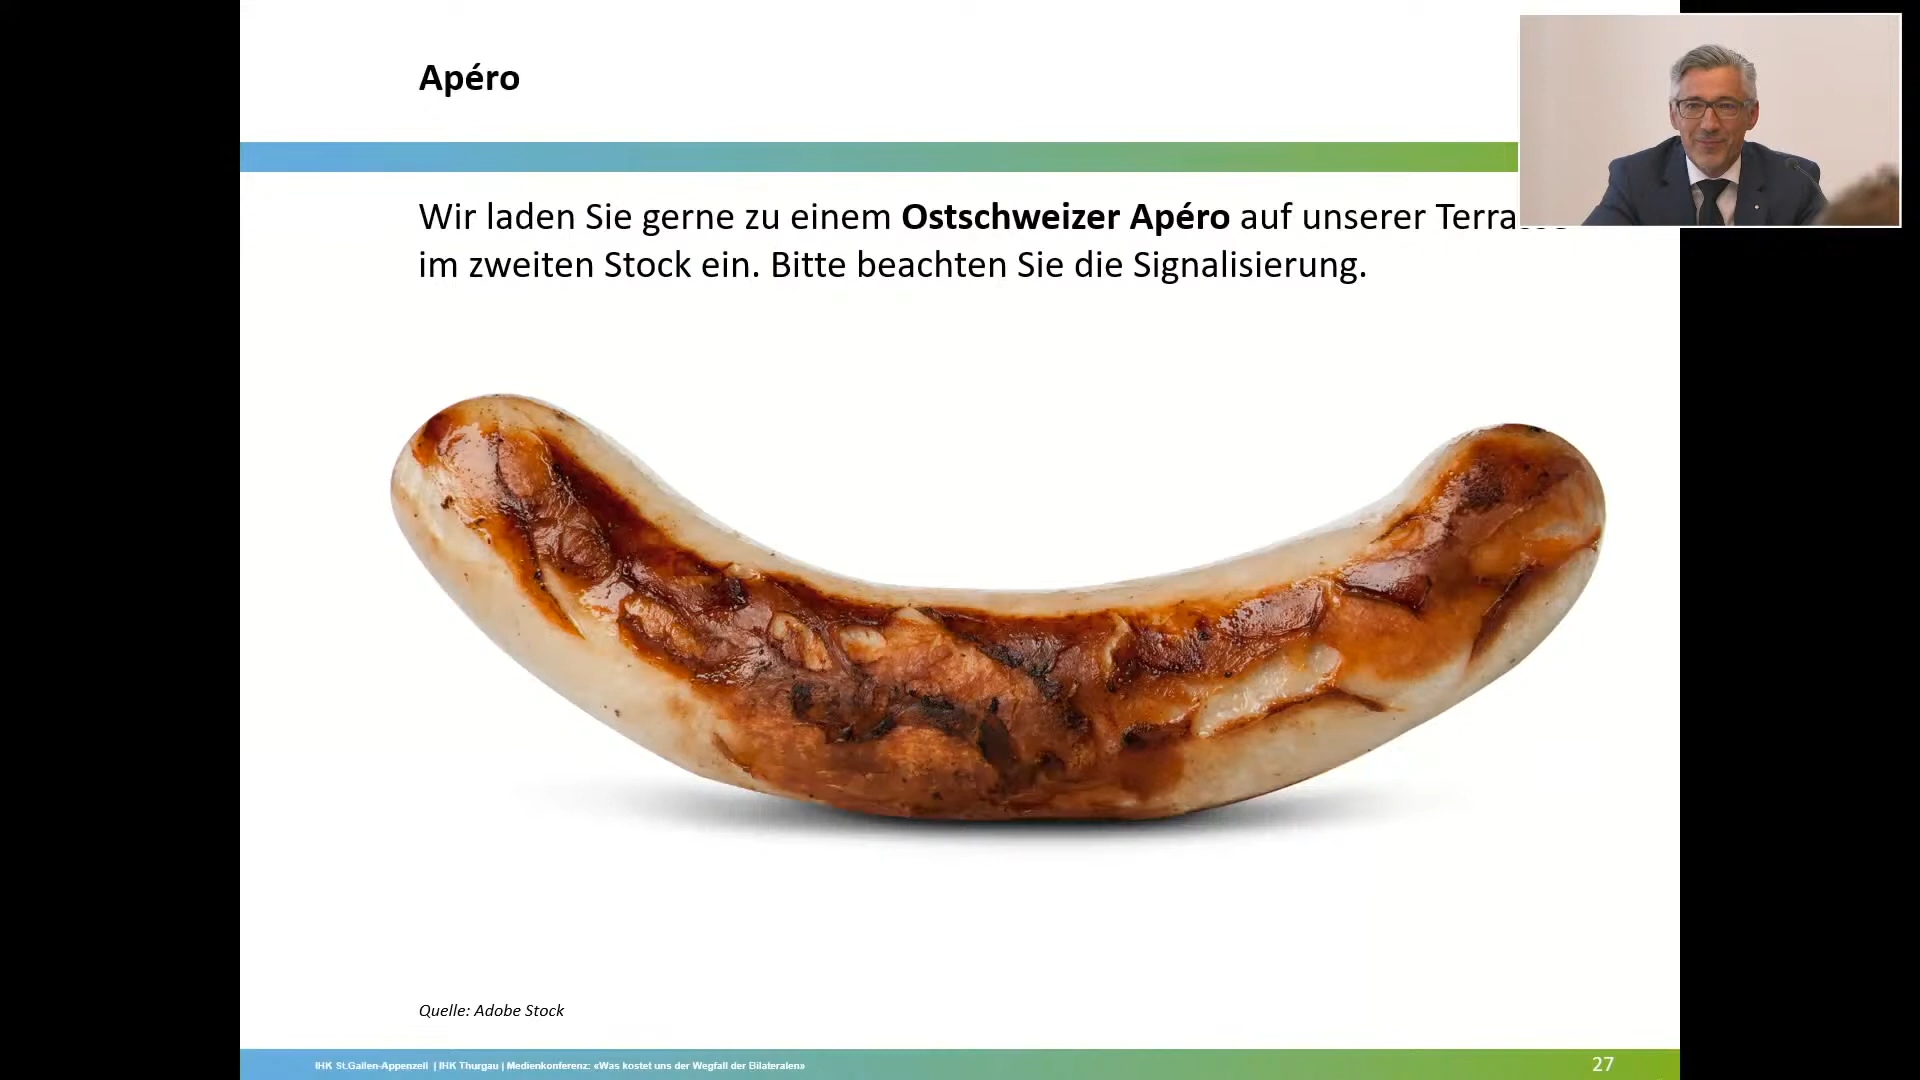 Apéro
Wir laden Sie gerne zu einem Ostschweizer Apéro auf unserer
im zweiten Stock ein. Bitte beachten Sie die Signalisierung.
Quelle: Adobe Stock
IHK St.Gallen-Appenzell | IHK Thurgau | Medienkonferenz: «Was kostet uns der Wegfall der Bilateralen»
27